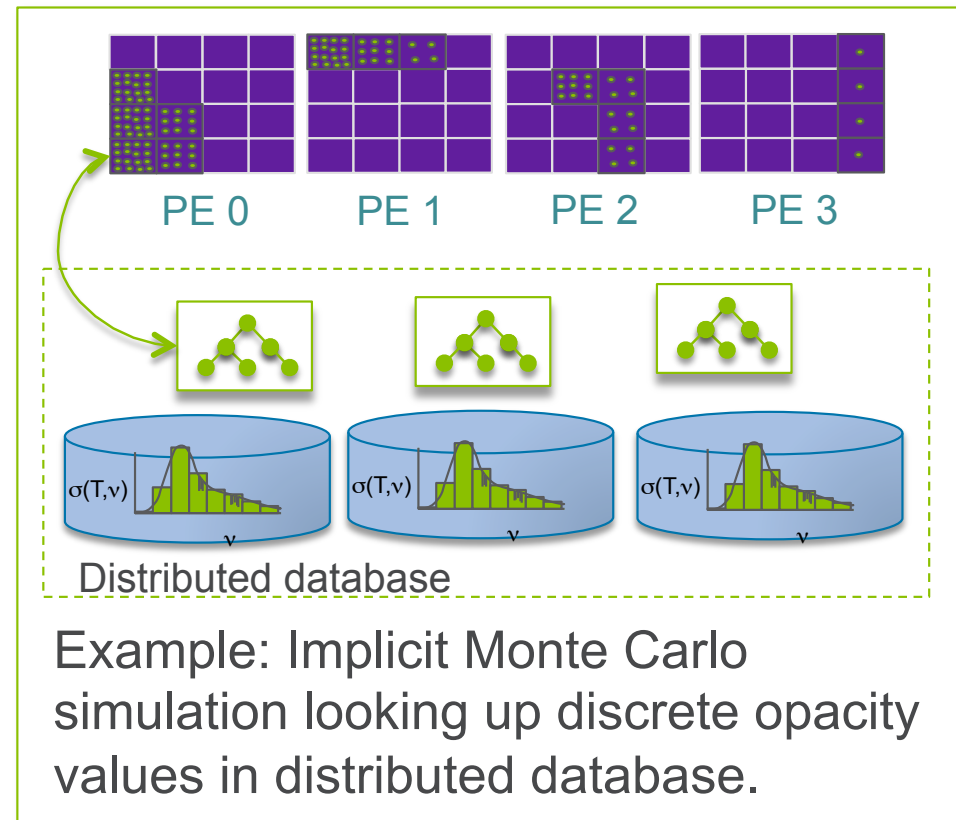 PE 0 PE 1 PE 2 PE 3
σ(T,ν) σ(T,ν) σ(T,ν)
ν ν ν
Distributed database
Example: Implicit Monte Carlo
simulation looking up discrete opacity
values in distributed database.